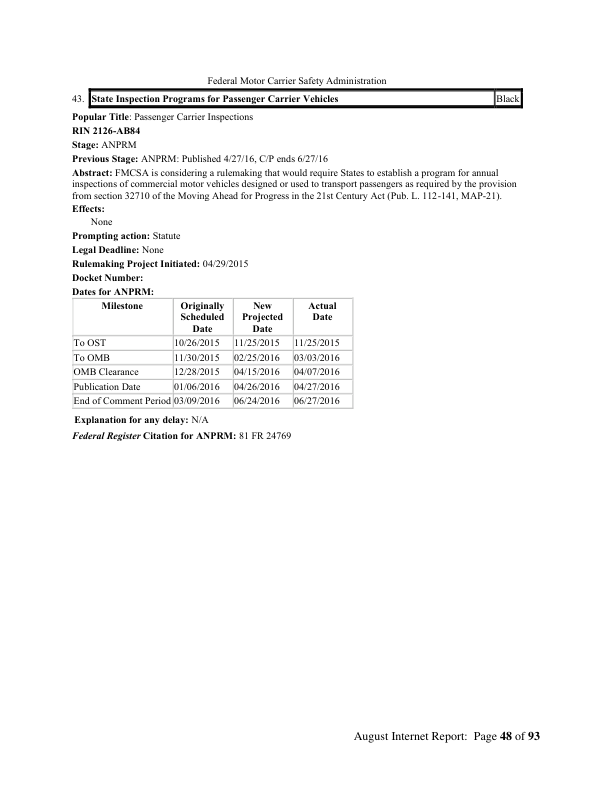 Federal Motor Carrier Safety Administration
43. State Inspection Programs for Passenger Carrier Vehicles Black
Popular Title: Passenger Carrier Inspections
RIN 2126-AB84
Stage: ANPRM
Previous Stage: ANPRM: Published 4/27/16, C/P ends 6/27/16
Abstract: FMCSA is considering a rulemaking that would require States to establish a program for annual
inspections of commercial motor vehicles designed or used to transport passengers as required by the provision
from section 32710 of the Moving Ahead for Progress in the 21st Century Act (Pub. L. 112-141, MAP-21).
Effects:
None
Prompting action: Statute
Legal Deadline: None
Rulemaking Project Initiated: 04/29/2015
Docket Number:
Dates for ANPRM:
Milestone Originally New Actual
Scheduled Projected Date
Date Date
To OST 10/26/2015 11/25/2015 11/25/2015
To OMB 11/30/2015 02/25/2016 03/03/2016
OMB Clearance 12/28/2015 04/15/2016 04/07/2016
Publication Date 01/06/2016 04/26/2016 04/27/2016
End of Comment Period 03/09/2016 06/24/2016 06/27/2016
Explanation for any delay: N/A
Federal Register Citation for ANPRM: 81 FR 24769
August Internet Report: Page 48 of 93